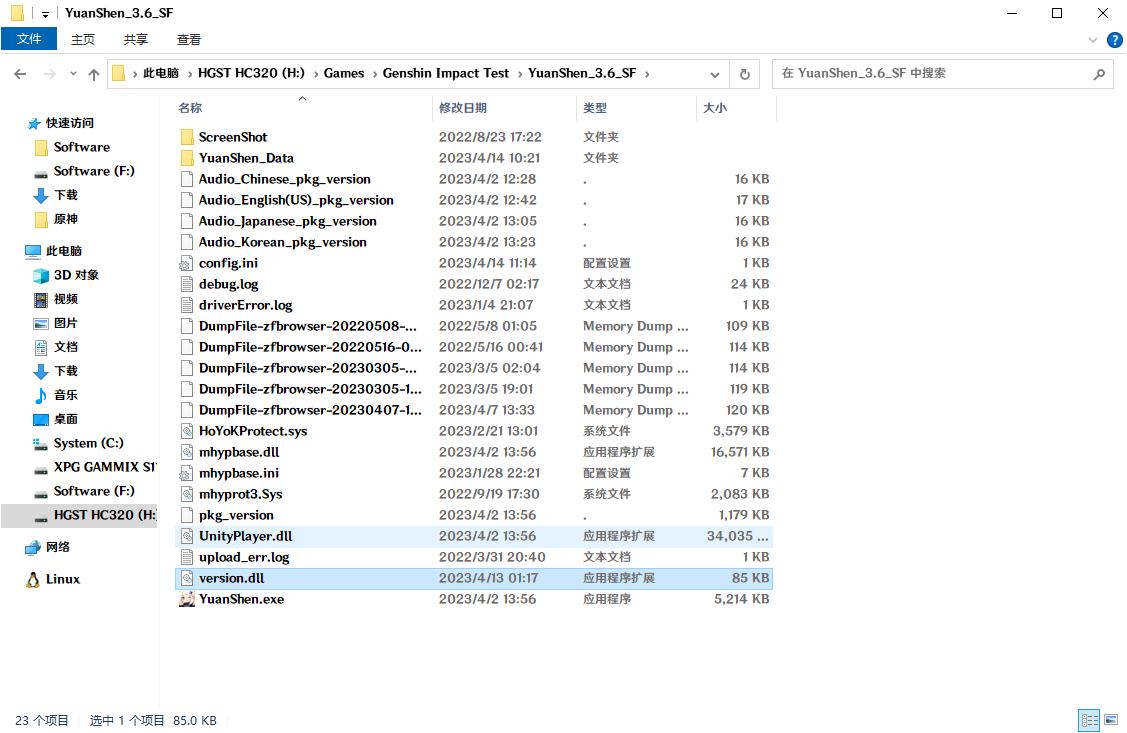 YuanShen_3.6_SF
文件 主页 共享 查看
此电脑 HGST HC320 (H:) Games Genshin Impact Test YuanShen_3.6_SF
在 YuanShen_3.6_SF 中搜索
快速访问
Software
Software (F:)
下载
原神
此电脑
3D 对象
视频
图片
文档
下载
音乐
桌面
System (C:)
XPG GAMMIX S1
Software (F:)
HGST HC320 (H:
网络
Linux
名称 修改日期 类型 大小
ScreenShot 2022/8/23 17:22 文件夹
YuanShen_Data 2023/4/14 10:21 文件夹
Audio_Chinese_pkg_version 2023/4/2 12:28 . 16 KB
Audio_English(US)_pkg_version 2023/4/2 12:42 . 17 KB
Audio_Japanese_pkg_version 2023/4/2 13:05 . 16 KB
Audio_Korean_pkg_version 2023/4/2 13:23 . 16 KB
config.ini 2023/4/14 11:14 配置设置 1 KB
debug.log 2022/12/7 02:17 文本文档 24 KB
driverError.log 2023/1/4 21:07 文本文档 1 KB
DumpFile-zfbrowser-20220508-... 2022/5/8 01:05 Memory Dump ... 109 KB
DumpFile-zfbrowser-20220516-0... 2022/5/16 00:41 Memory Dump ... 114 KB
DumpFile-zfbrowser-20230305-... 2023/3/5 02:04 Memory Dump ... 114 KB
DumpFile-zfbrowser-20230305-1... 2023/3/5 19:01 Memory Dump ... 119 KB
DumpFile-zfbrowser-20230407-1... 2023/4/7 13:33 Memory Dump ... 120 KB
HoYoKProtect.sys 2023/2/21 13:01 系统文件 3,579 KB
mhypbase.dll 2023/4/2 13:56 应用程序扩展 16,571 KB
mhypbase.ini 2023/1/28 22:21 配置设置 7 KB
mhyprot3.Sys 2022/9/19 17:30 系统文件 2,083 KB
pkg_version 2023/4/2 13:56 . 1,179 KB
UnityPlayer.dll 2023/4/2 13:56 应用程序扩展 34,035 ...
upload_err.log 2022/3/31 20:40 文本文档 1 KB
version.dll 2023/4/13 01:17 应用程序扩展 85 KB
YuanShen.exe 2023/4/2 13:56 应用程序 5,214 KB
23 个项目 选中 1 个项目 85.0 KB